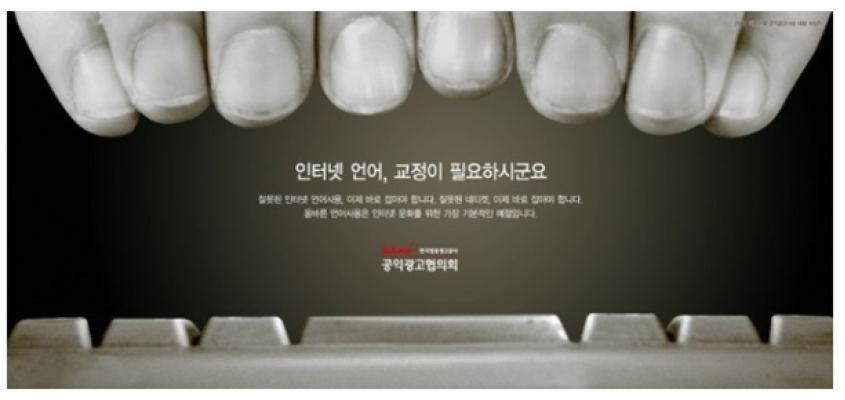 인터넷 언어, 교정이 필요하시군요
잘못된 인터넷 언어사용, 이제 바로 잡아야 합니다. 잘못된 네티켓, 이제 바로 잡아야 합니다.
올바른 언어사용은 인터넷 문화를 위한 가장 기본적인 예절입니다.
한국방송광고공사
공익광고협의회